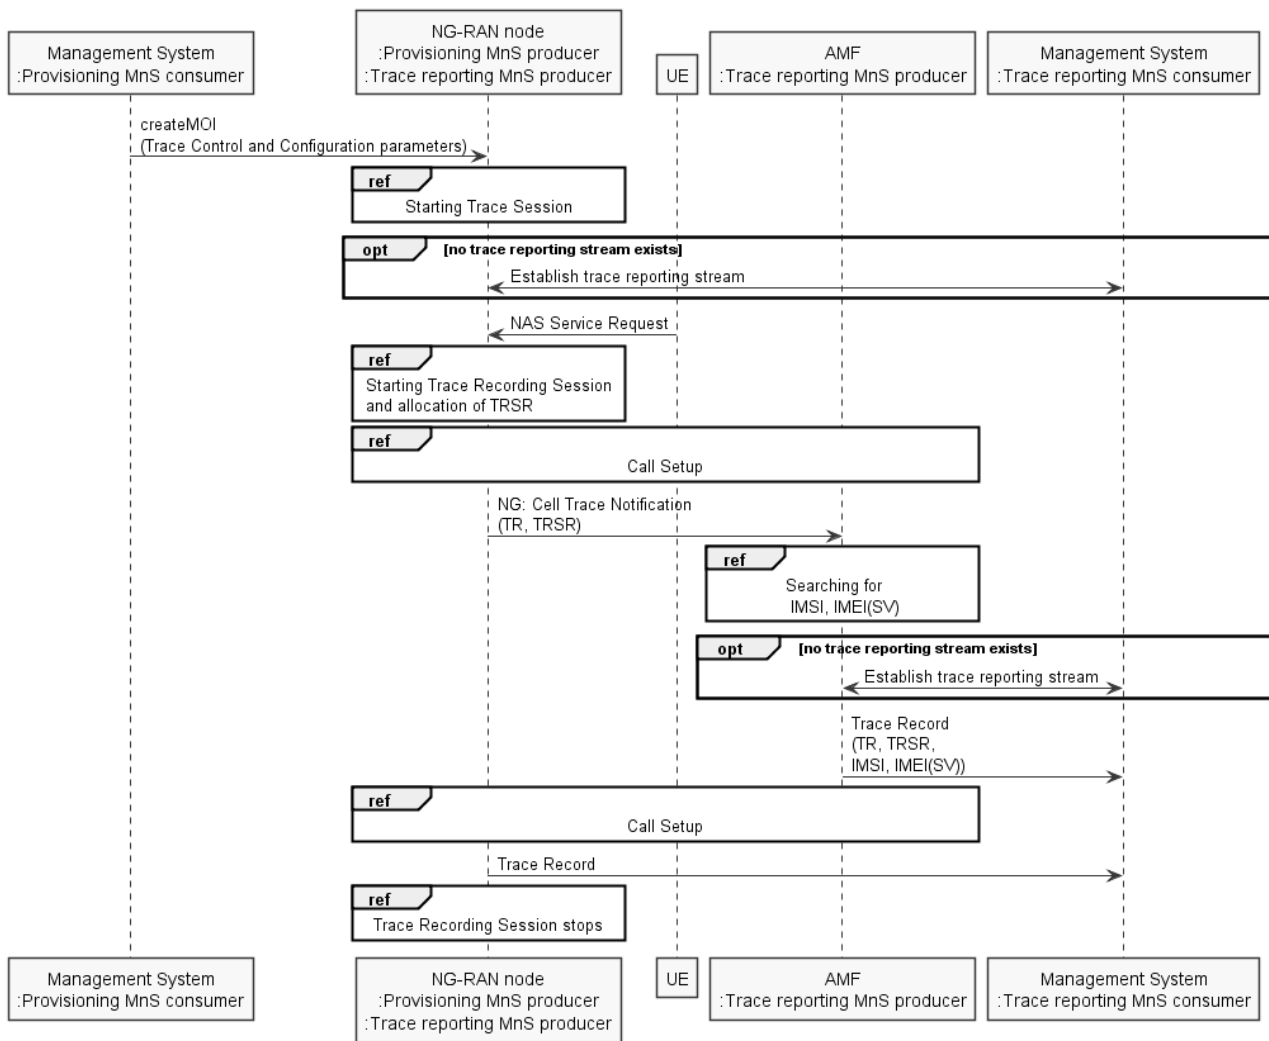 Management System
:Provisioning MnS consumer
NG-RAN node
:Provisioning MnS producer
:Trace reporting MnS producer
UE
AMF
:Trace reporting MnS producer
Management System
:Trace reporting MnS consumer
createMOI
(Trace Control and Configuration parameters)
ref
Starting Trace Session
opt
[no trace reporting stream exists]
Establish trace reporting stream
NAS Service Request
ref
Starting Trace Recording Session
and allocation of TRSR
ref
Call Setup
NG: Cell Trace Notification
(TR, TRSR)
ref
Searching for
IMSI, IMEI(SV)
opt
[no trace reporting stream exists]
Establish trace reporting stream
Trace Record
(TR, TRSR,
IMSI, IMEI(SV))
ref
Call Setup
Trace Record
ref
Trace Recording Session stops
Management System
:Provisioning MnS consumer
NG-RAN node
:Provisioning MnS producer
:Trace reporting MnS producer
UE
AMF
:Trace reporting MnS producer
Management System
:Trace reporting MnS consumer